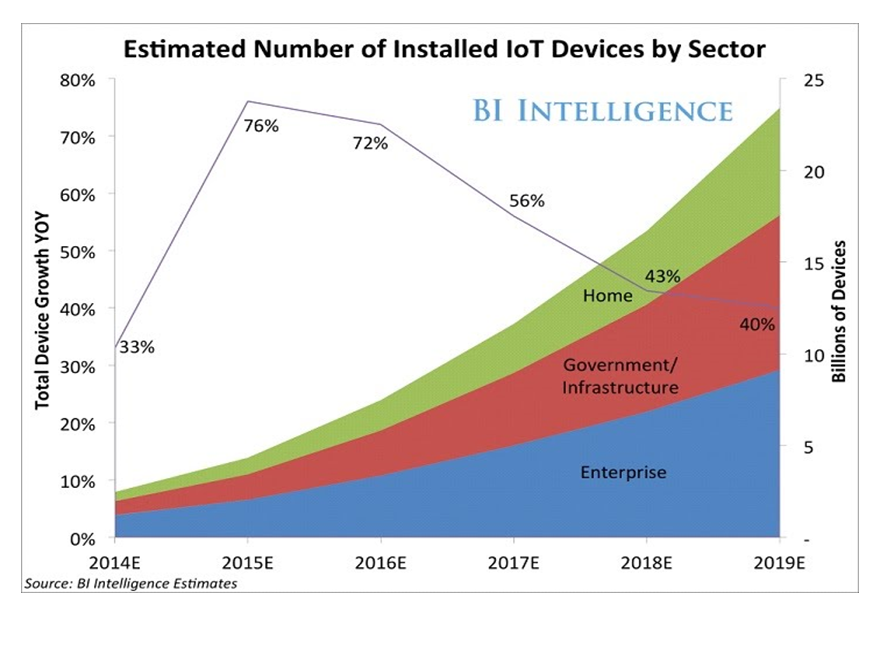 Estimated Number of Installed IoT Devices by Sector
BI INTELLIGENCE
80%
70%
60%
50%
40%
30%
20%
10%
0%
Total Device Growth YOY
33%
76%
72%
56%
43%
40%
Home
Government/
Infrastructure
Enterprise
25
20
15
10
5
-
Billions of Devices
2014E
2015E
2016E
2017E
2018E
2019E
Source: BI Intelligence Estimates